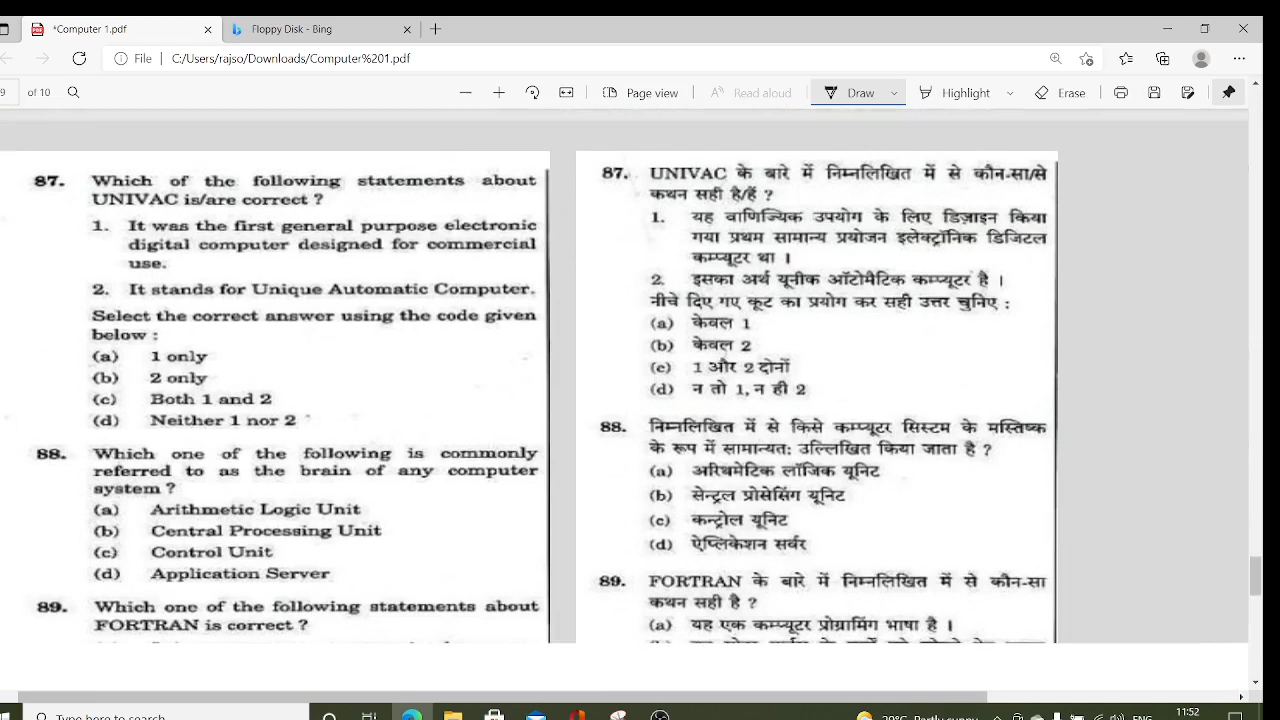 *Computer 1.pdf
Floppy Disk - Bing
File
C:/Users/rajso/Downloads/Computer%201.pdf
9 of 10
Page view
Read aloud
Draw
Highlight
Erase
87. Which of the following statements about
UNIVAC is/are correct ?
1. It was the first general purpose electronic
digital computer designed for commercial
use.
2. It stands for Unique Automatic Computer.
Select the correct answer using the code given
below :
(a) 1 only
(b) 2 only
(c) Both 1 and 2
(d) Neither 1 nor 2
88. Which one of the following is commonly
referred to as the brain of any computer
system ?
(a) Arithmetic Logic Unit
(b) Central Processing Unit
(c) Control Unit
(d) Application Server
89. Which one of the following statements about
FORTRAN is correct ?
87. UNIVAC के बारे में निम्नलिखित में से कौन-सा/से
कथन सही है/हैं ?
1. यह वाणिज्यिक उपयोग के लिए डिज़ाइन किया
गया प्रथम सामान्य प्रयोजन इलेक्ट्रॉनिक डिजिटल
कम्प्यूटर था ।
2. इसका अर्थ यूनीक ऑटोमैटिक कम्प्यूटर है ।
नीचे दिए गए कूट का प्रयोग कर सही उत्तर चुनिए :
(a) केवल 1
(b) केवल 2
(c) 1 और 2 दोनों
(d) न तो 1, न ही 2
88. निम्नलिखित में से किसे कम्प्यूटर सिस्टम के मस्तिष्क
के रूप में सामान्यत: उल्लिखित किया जाता है ?
(a) अरिथमेटिक लॉजिक यूनिट
(b) सेन्ट्रल प्रोसेसिंग यूनिट
(c) कन्ट्रोल यूनिट
(d) ऐप्लिकेशन सर्वर
89. FORTRAN के बारे में निम्नलिखित में से कौन-सा
कथन सही है ?
(a) यह एक कम्प्यूटर प्रोग्रामिंग भाषा है ।
Type here to search
11:52